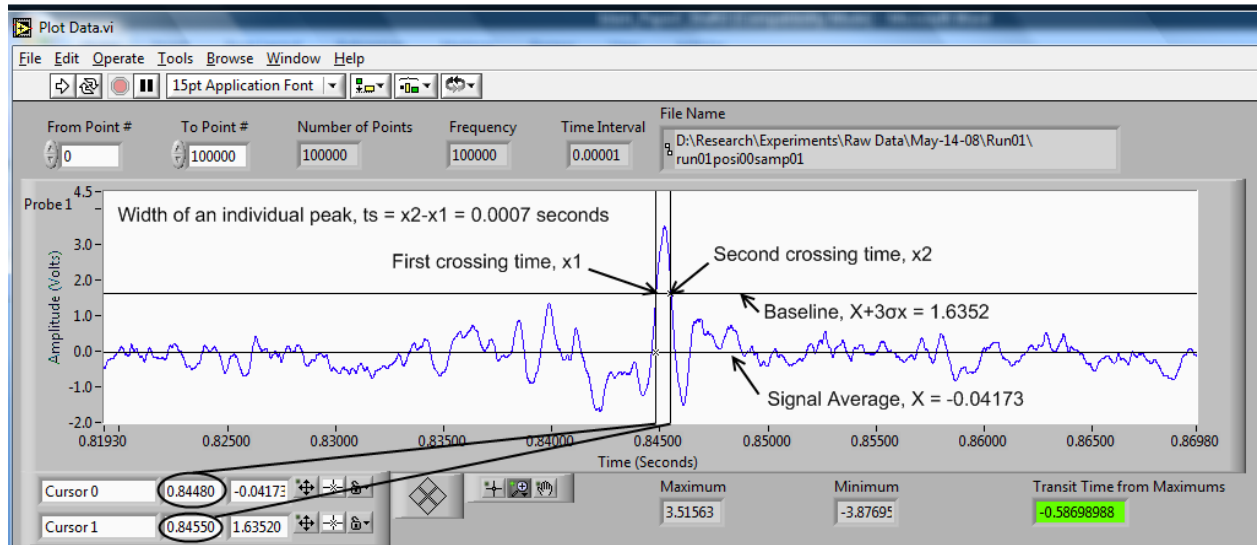 Plot Data.vi
File Edit Operate Tools Browse Window Help
15pt Application Font
From Point # To Point # Number of Points Frequency Time Interval File Name
0 100000 100000 100000 0.00001 D:\Research\Experiments\Raw Data\May-14-08\Run01\
run01posi00samp01
Probe 1
4.5
3.0
2.0
1.0
0.0
-1.0
-2.0
Amplitude (Volts)
Width of an individual peak, ts = x2-x1 = 0.0007 seconds
First crossing time, x1
Second crossing time, x2
Baseline, X+3σx = 1.6352
Signal Average, X = -0.04173
0.81930 0.82500 0.83000 0.83500 0.84000 0.84500 0.85000 0.85500 0.86000 0.86500 0.86980
Time (Seconds)
Cursor 0 0.84480 -0.04173
Cursor 1 0.84550 1.63520
Maximum Minimum Transit Time from Maximums
3.51563 -3.87695 -0.58698988